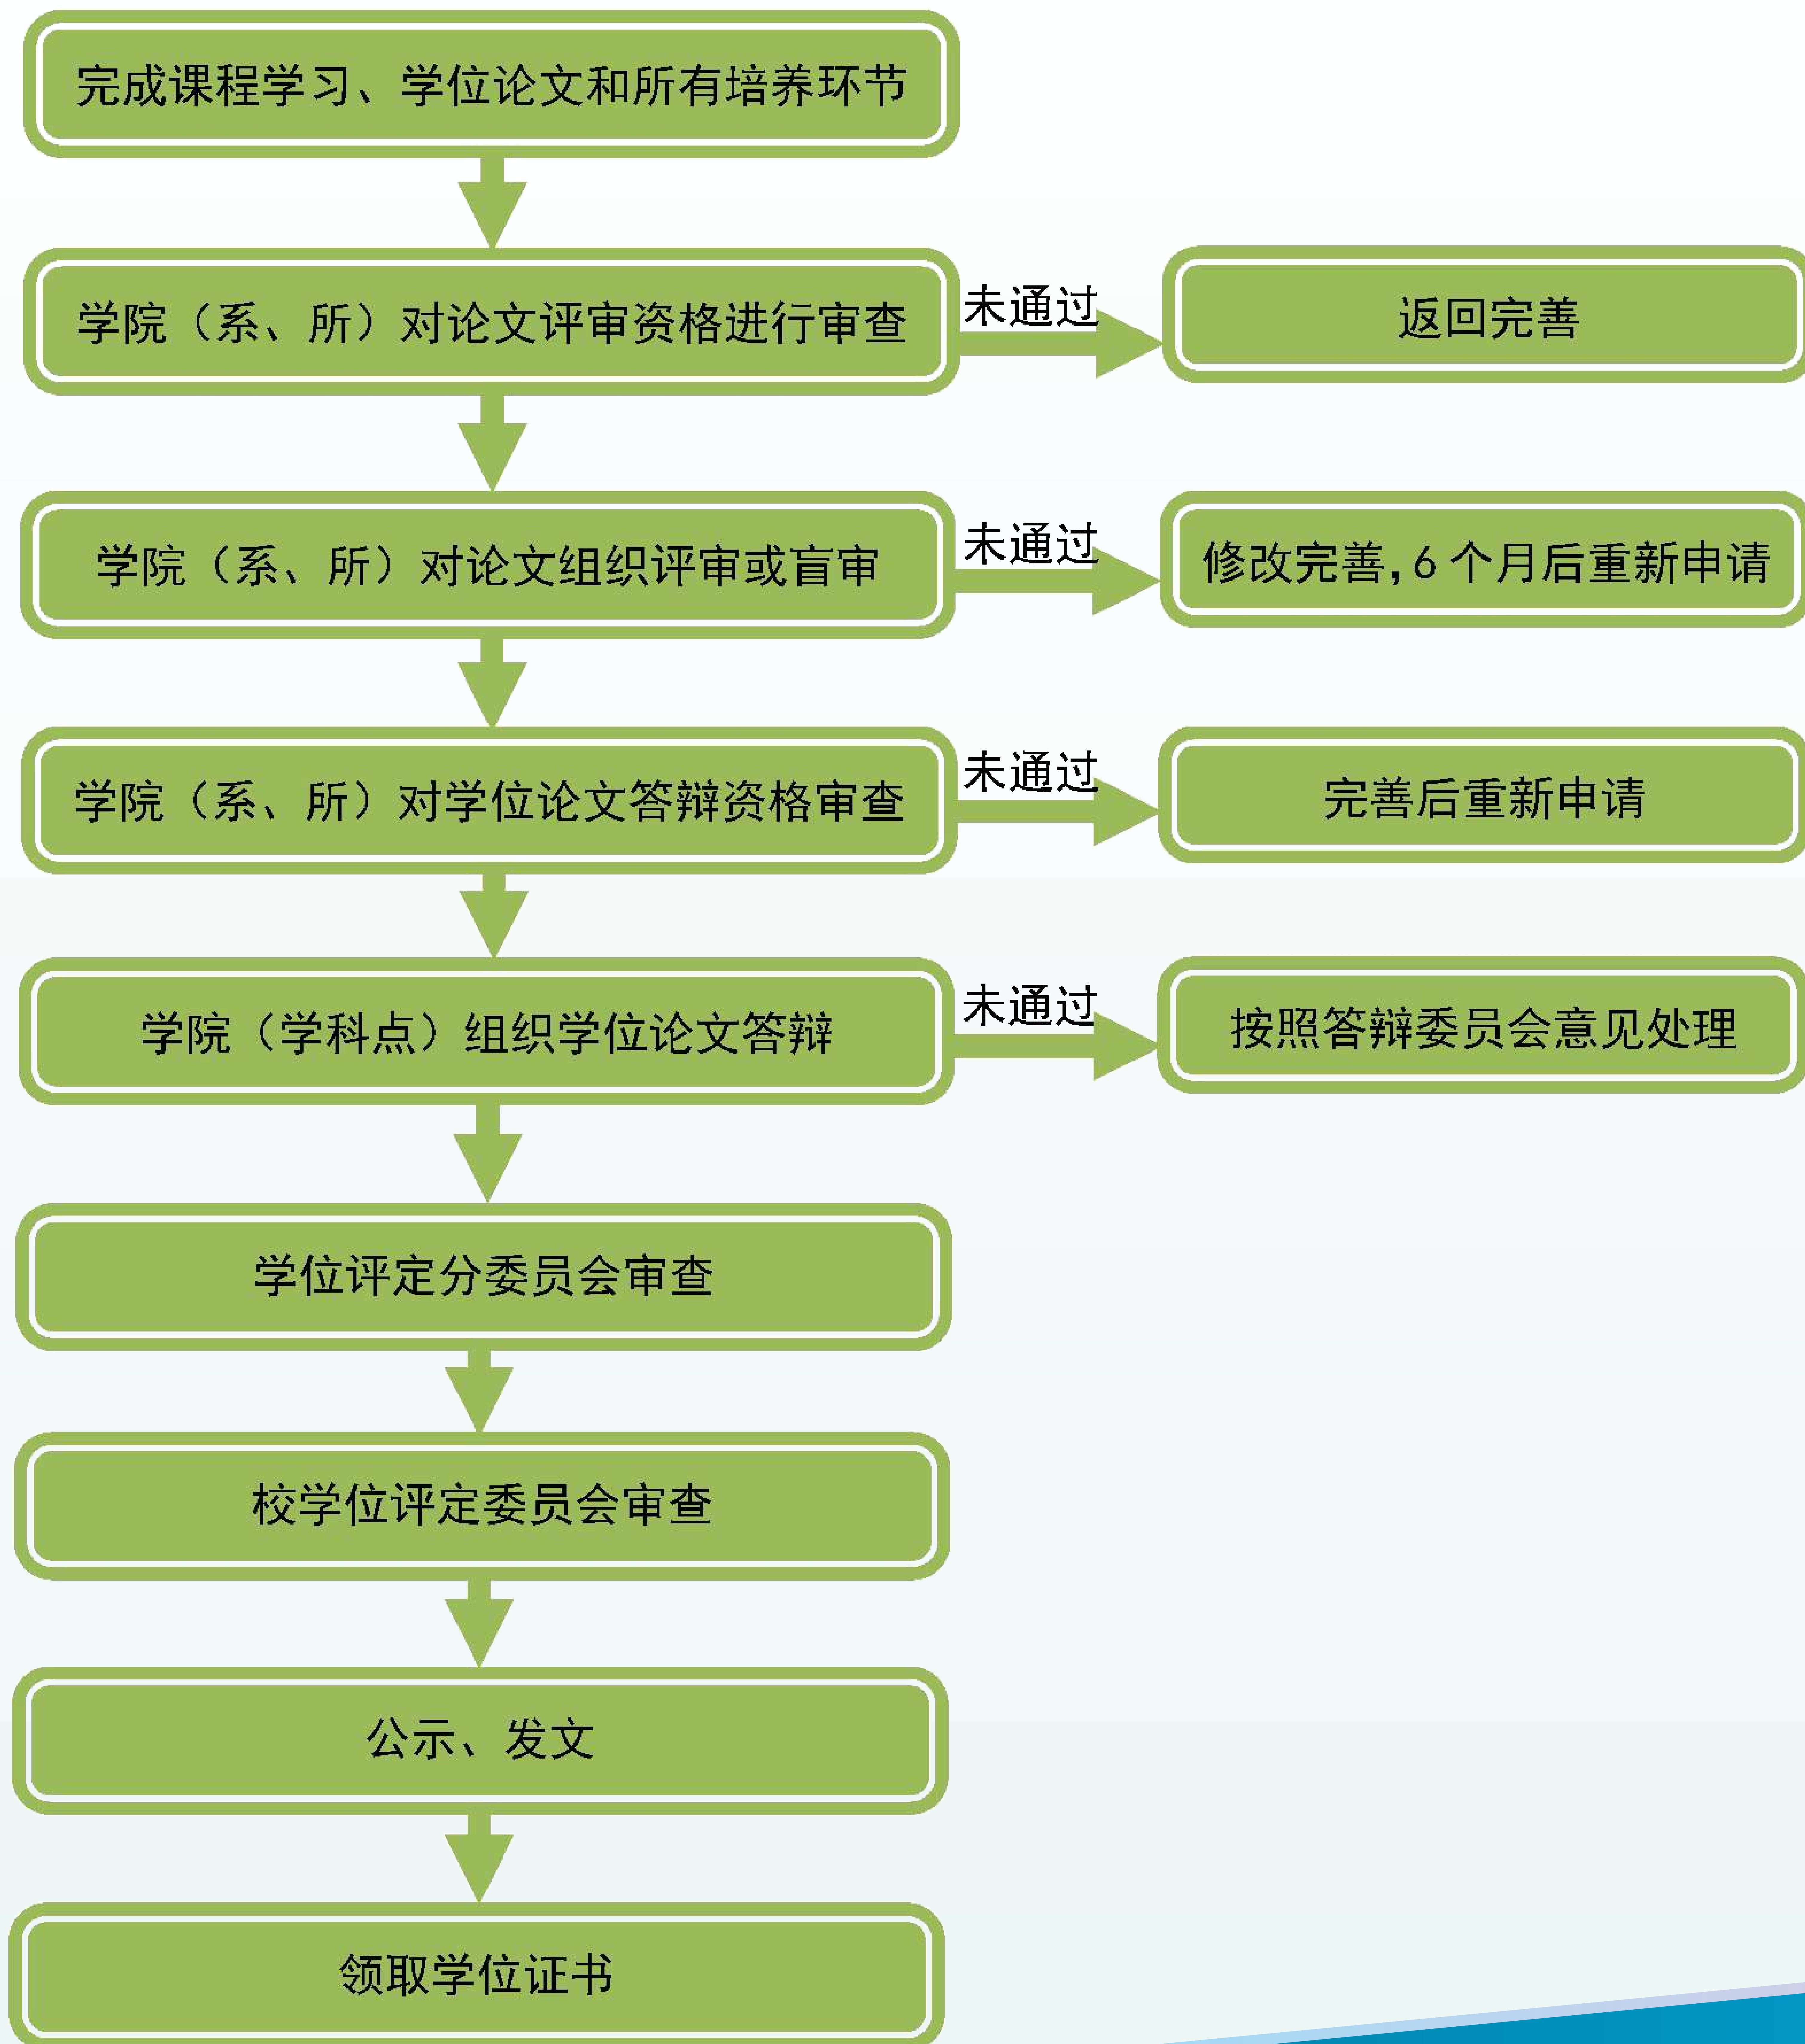 完成课程学习、学位论文和所有培养环节
学院（系、所）对论文评审资格进行审查
未通过
返回完善
学院（系、所）对论文组织评审或盲审
未通过
修改完善,6个月后重新申请
学院（系、所）对学位论文答辩资格审查
未通过
完善后重新申请
学院（学科点）组织学位论文答辩
未通过
按照答辩委员会意见处理
学位评定分委员会审查
校学位评定委员会审查
公示、发文
领取学位证书